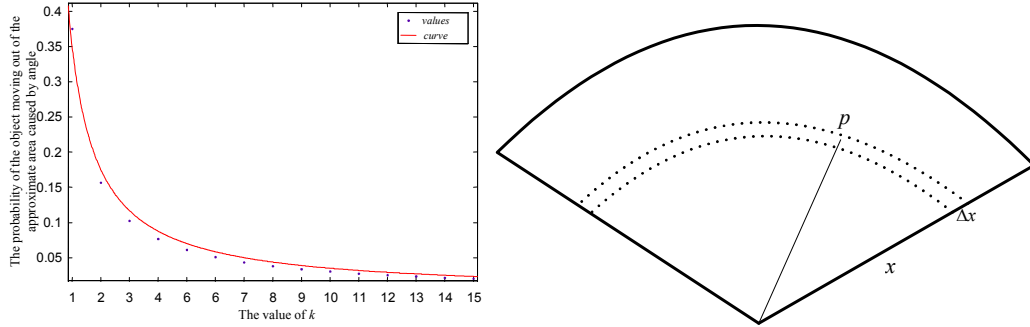 The probability of the object moving out of the
approximate area caused by angle
0.4
0.35
0.3
0.25
0.2
0.15
0.1
0.05
1 2 3 4 5 6 7 8 9 10 11 12 13 14 15
The value of k
values
curve
p
Δx
x